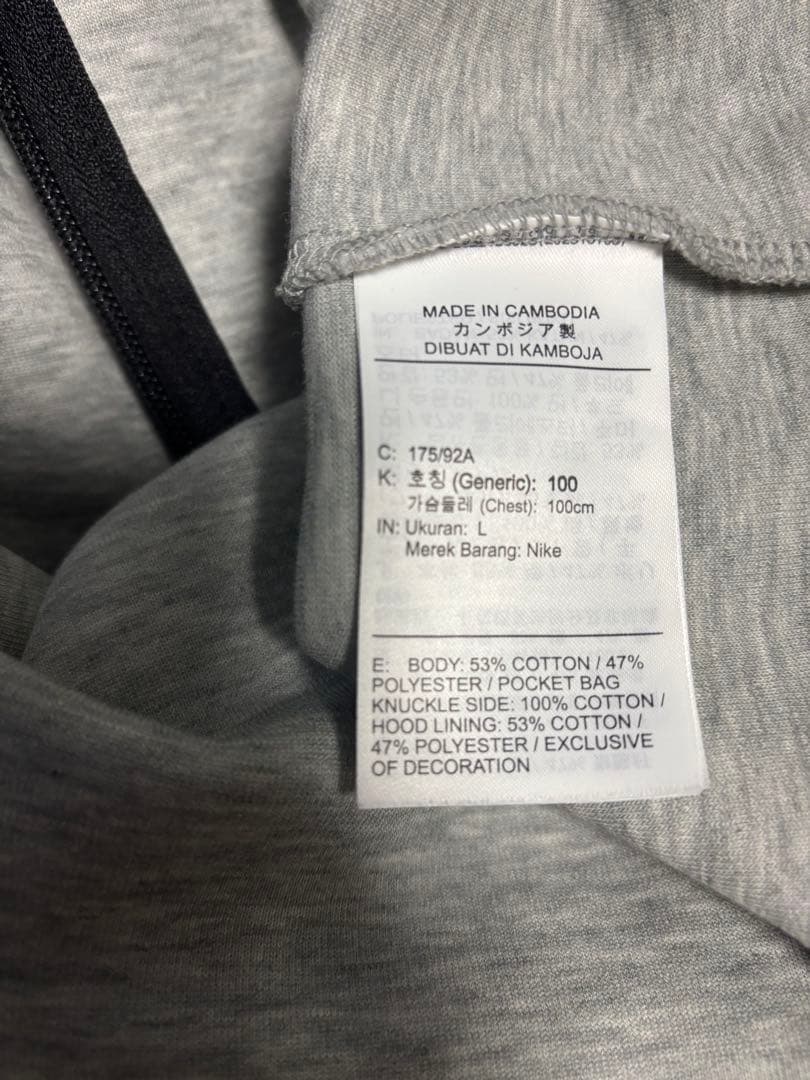 MADE IN CAMBODIA
カンボジア製
DIBUAT DI KAMBOJA
C: 175/92A
K: 호칭 (Generic): 100
가슴둘레 (Chest): 100cm
IN: Ukuran: L
Merek Barang: Nike
E: BODY: 53% COTTON / 47%
POLYESTER / POCKET BAG
KNUCKLE SIDE: 100% COTTON /
HOOD LINING: 53% COTTON /
47% POLYESTER / EXCLUSIVE
OF DECORATION